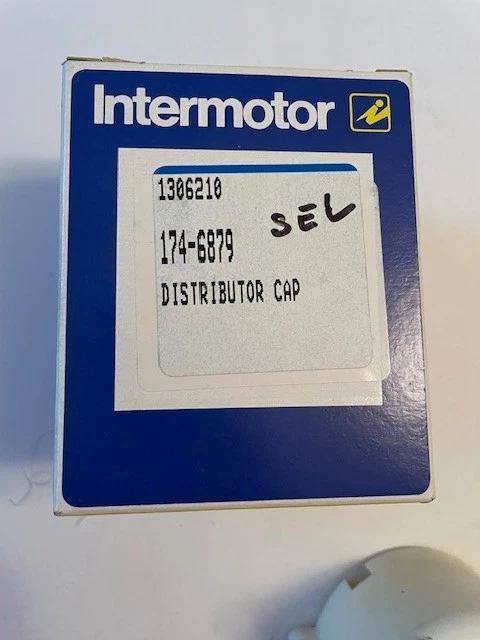 Intermotor
1306210
SEL
174-6879
DISTRIBUTOR CAP